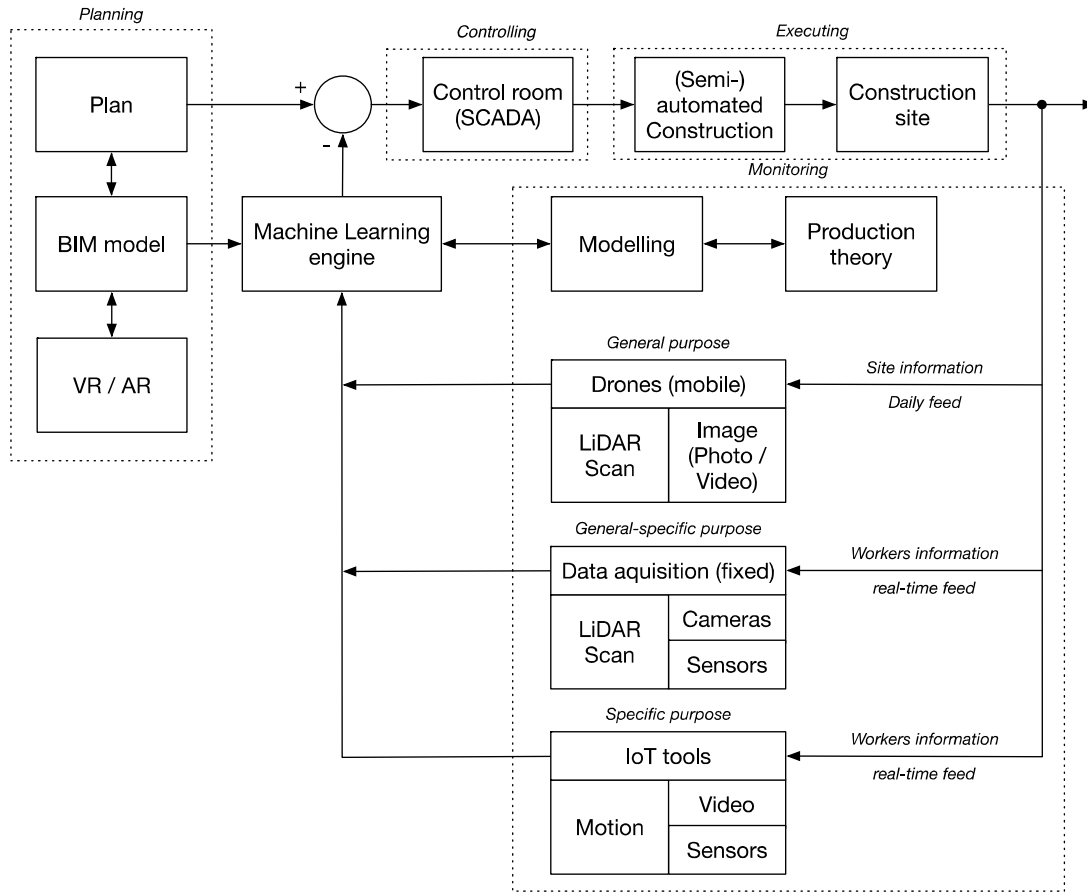 Planning
Controlling
Executing
Plan
+
-
Control room
(SCADA)
(Semi-)
automated
Construction
Construction
site
Monitoring
BIM model
Machine Learning
engine
Modelling
Production
theory
VR / AR
General purpose
Drones (mobile)
LiDAR
Scan
Image
(Photo /
Video)
Site information
Daily feed
General-specific purpose
Data aquisition (fixed)
LiDAR
Scan
Cameras
Sensors
Workers information
real-time feed
Specific purpose
IoT tools
Motion
Video
Sensors
Workers information
real-time feed